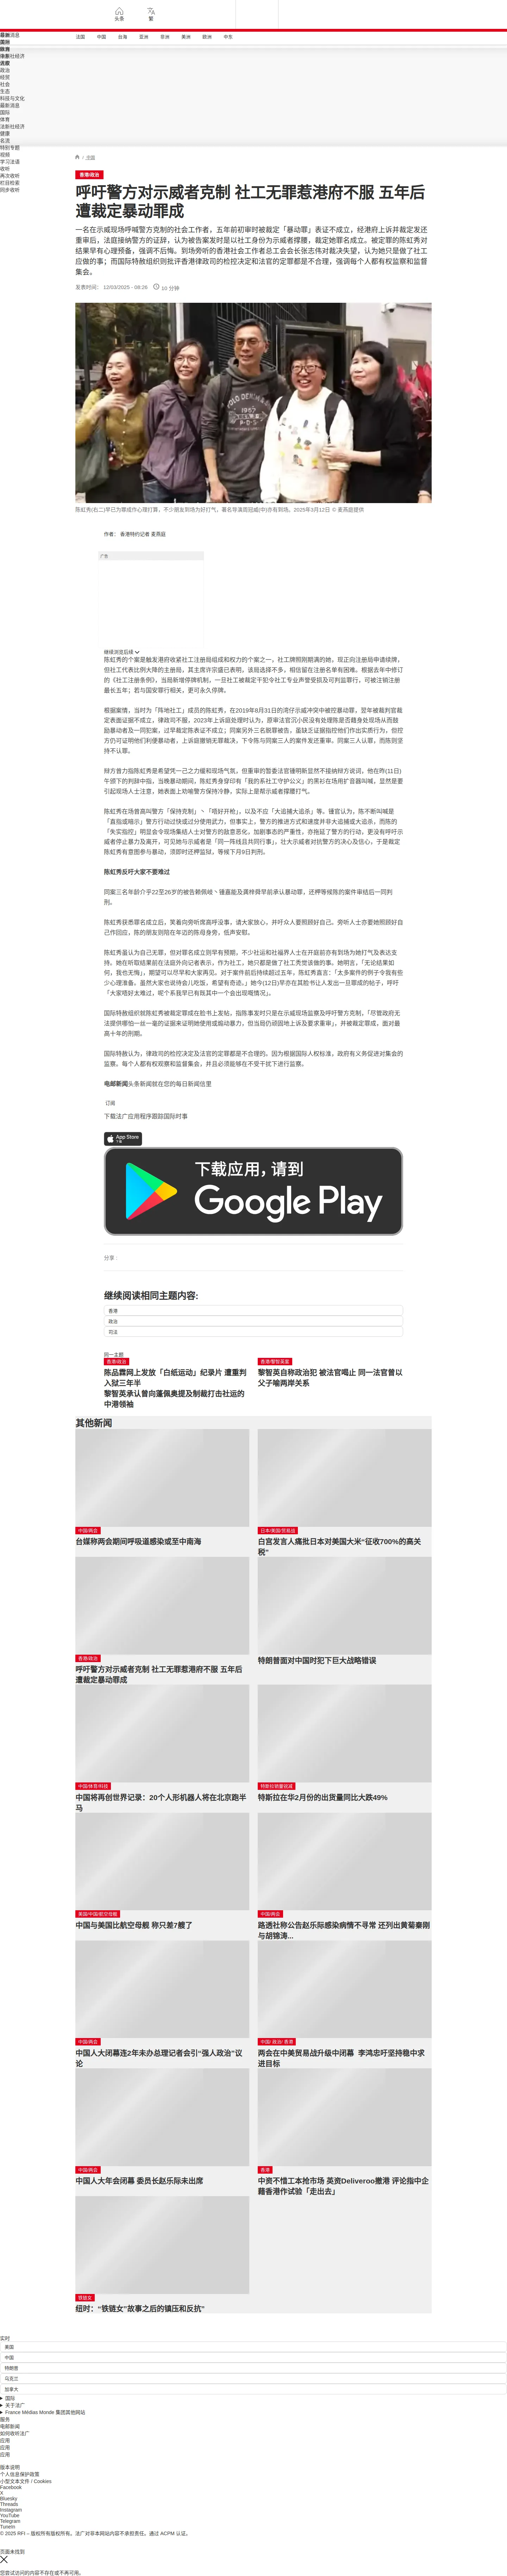 头条
繁
法国
中国
台海
亚洲
非洲
美洲
欧洲
中东
政治
经贸
社会
生态
科技与文化
最新消息
国际
体育
法新社经济
健康
名流
特别专题
视频
学习法语
收听
再次收听
栏目检索
同步收听
主页
香港/政治
呼吁警方对示威者克制 社工无罪惹港府不服 五年后遭裁定暴动罪成
一名在示威现场呼喊警方克制的社会工作者，五年前初审时被裁定「暴动罪」表证不成立，经港府上诉并裁定发还重审后，法庭接纳警方的证辞，认为被告案发时是以社工身份为示威者撑腰，裁定她罪名成立。被定罪的陈虹秀对结果早有心理预备，强调不后悔。到场旁听的香港社会工作者总工会会长张志伟对裁决失望，认为她只是做了社工应做的事；而国际特赦组织则批评香港律政司的检控决定和法官的定罪都是不合理，强调每个人都有权监察和监督集会。
发表时间： 12/03/2025 - 08:26
10 分钟
陈虹秀(右二)早已为罪成作心理打算，不少朋友到场为好打气，著名导演苗冠威(中)亦有到场。2025年3月12日 © 麦燕庭提供
作者： 香港特约记者 麦燕庭
广告
继续浏览后续
陈虹秀的个案是触发港府收紧社工注册局组成和权力的个案之一，社工牌照刚期满的她，现正向注册局申请续牌，但社工代表比例大降的主册局，其主席许宗盛已表明，该局选择不多，相信留在注册名单有困难。根据去年中修订的《社工注册条例》，当局新增停牌机制，一旦社工被裁定干犯令社工专业声誉受损及可判监罪行，可被注销注册最长五年；若与国安罪行相关，更可永久停牌。
根据案情，当时为「阵地社工」成员的陈虹秀，在2019年8月31日的湾仔示威冲突中被控暴动罪，翌年被裁判官裁定表面证据不成立。律政司不服，2023年上诉庭处理时认为，原审法官沉小民没有处理陈是否藉身处现场从而鼓励暴动者及一同犯案，过早裁定陈表证不成立；同案另外三名脱罪被告，虽缺乏证据指控他们作出实质行为，但控方仍可证明他们利便暴动者，上诉庭撤销无罪裁决，下令陈与同案三人的案件发还重审。同案三人认罪，而陈则坚持不认罪。
辩方曾力指陈虹秀是希望凭一己之力缓和现场气氛，但重审的暂委法官锺明新显然不接纳辩方说词，他在昨(11日)午颁下的判辞中指，当晚暴动期间，陈虹秀身穿印有「我的系社工守护公义」的黑衫在场用扩音器叫喊，显然是要引起现场人士注意，她表面上劝喻警方保持冷静，实际上是帮示威者撑腰打气。
陈虹秀在场曾高叫警方「保持克制」丶「唔好开枪」，以及不应「大追捕大追杀」等。锺官认为，陈不断叫喊是「直指或暗示」警方行动过快或过分使用武力，但事实上，警方的推进方式和速度并非大追捕或大追杀，而陈的「失实指控」明显会令现场集结人士对警方的敌意恶化，加剧事态的严重性，亦拖延了警方的行动，更没有呼吁示威者停止暴力及离开，可见她与示威者是「同一阵线且共同行事」，壮大示威者对抗警方的决心及信心，于是裁定陈虹秀有意图参与暴动，须即时还押监狱，等候下月9日判刑。
陈虹秀反吁大家不要难过
同案三名年龄介乎22至26岁的被告赖佩岐丶锺嘉能及龚梓舜早前承认暴动罪，还押等候陈的案件审结后一同判刑。
陈虹秀获悉罪名成立后，笑着向旁听席高呼没事，请大家放心，并吁众人要照顾好自己。旁听人士亦要她照顾好自己作回应，陈的朋友则陪在年迈的陈母身旁，低声安慰。
陈虹秀虽认为自己无罪，但对罪名成立则早有预期，不少社运和社福界人士在开庭前亦有到场为她打气及表达支持。她在听取结果前在法庭外向记者表示，作为社工，她只都做了社工秃觉该做的事。她明言，「无论结果如何，我也无悔」，期望可以尽早和大家再见。对于案件前后持续超过五年，陈虹秀直言：「太多案件的例子令我有些少心理准备，虽然大家也说待会儿吃饭，希望有奇迹。」她今(12日)早亦在其脸书让人发出一旦罪成的帖子，呼吁「大家唔好太难过，呢个系我早已有既其中一个会出现嘅情况」。
国际特赦组织就陈虹秀被裁定罪成在脸书上发帖，指陈事发时只是在示威现场监察及呼吁警方克制，「尽管政府无法提供哪怕一丝一毫的证据来证明她使用或煽动暴力，但当局仍顽固地上诉及要求重审」，并被裁定罪成，面对最高十年的刑期。
国际特赦认为，律政司的检控决定及法官的定罪都是不合理的。因为根据国际人权标准，政府有义务促进对集会的监察。每个人都有权观察和监督集会，并且必须能够在不受干扰下进行监察。
电邮新闻头条新闻就在您的每日新闻信里
订阅
下载法广应用程序跟踪国际时事
App Store
下载应用，请到
Google Play
分享 :
继续阅读相同主题内容:
香港
政治
司法
同一主题
香港/政治
陈品霖网上发放「白纸运动」纪录片 遭重判入狱三年半
黎智英承认曾向蓬佩奥提及制裁打击社运的中港领袖
香港/黎智英案
黎智英自称政治犯 被法官喝止 同一法官曾以父子喻两岸关系
其他新闻
中国/两会
台媒称两会期间呼吸道感染或至中南海
日本/美国/贸易战
白宫发言人痛批日本对美国大米“征收700%的高关税”
香港/政治
呼吁警方对示威者克制 社工无罪惹港府不服 五年后遭裁定暴动罪成
特朗普面对中国时犯下巨大战略错误
中国/体育/科技
中国将再创世界记录：20个人形机器人将在北京跑半马
特斯拉销量锐减
特斯拉在华2月份的出货量同比大跌49%
美国/中国/航空母舰
中国与美国比航空母舰 称只差7艘了
中国/两会
路透社称公告赵乐际感染病情不寻常 还列出黄菊秦刚与胡锦涛...
中国/两会
中国人大闭幕连2年未办总理记者会引“强人政治”议论
中国/ 政治/ 香港
两会在中美贸易战升级中闭幕 李鸿忠吁坚持稳中求进目标
中国/两会
中国人大年会闭幕 委员长赵乐际未出席
香港
中资不惜工本抢市场 英资Deliveroo撤港 评论指中企藉香港作试验「走出去」
铁链女
纽时：“铁链女”故事之后的镇压和反抗”
实时
美国
中国
特朗普
乌克兰
加拿大
国际
关于法广
France Médias Monde 集团其他网站
服务
电邮新闻
如何收听法广
应用
应用
应用
版本说明
个人信息保护政策
小型文本文件 / Cookies
Facebook
X
Bluesky
Threads
Instagram
YouTube
Telegram
TuneIn
© 2025 RFI – 版权所有版权所有。法广对非本网站内容不承担责任。通过 ACPM 认证。
页面未找到
您尝试访问的内容不存在或不再可用。